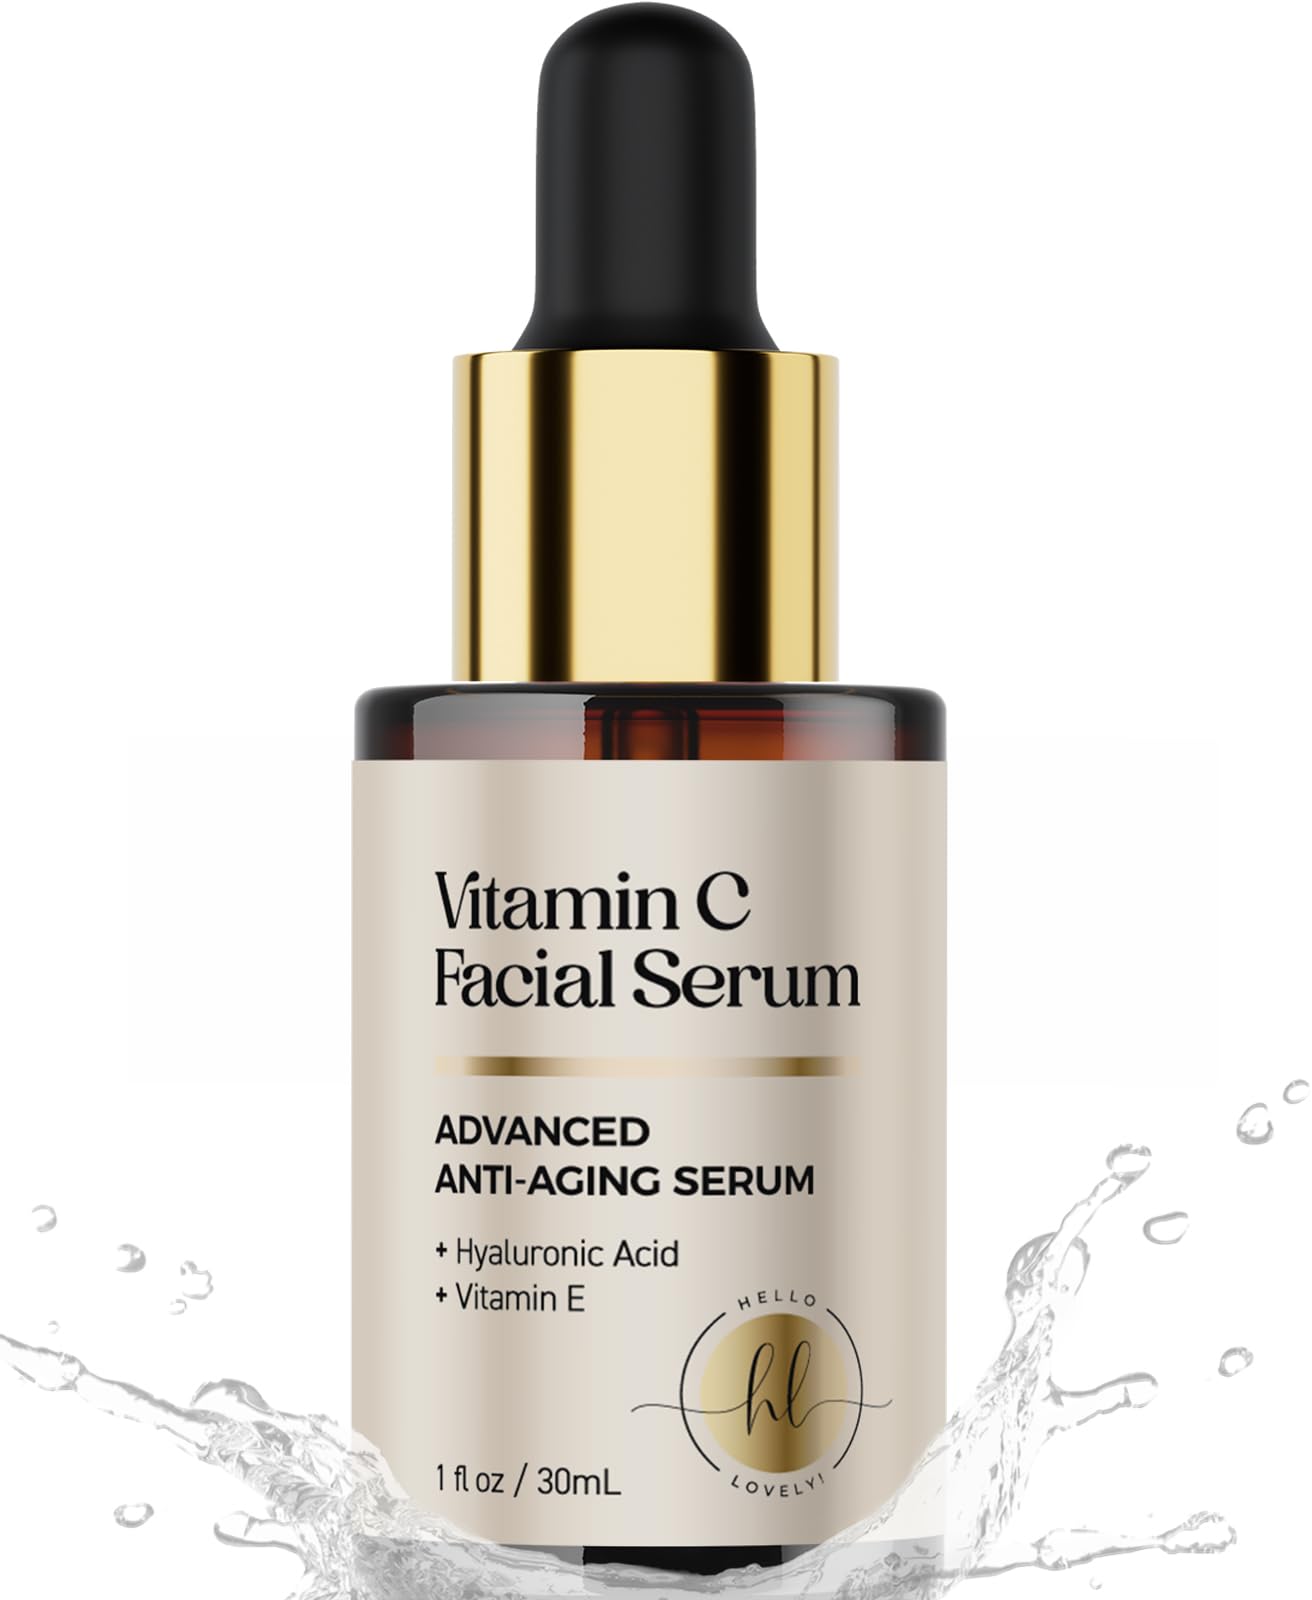 Vitamin C
Facial Serum
ADVANCED
ANTI-AGING SERUM
+ Hyaluronic Acid
+ Vitamin E
HELLO
hl
LOVELY!
1 fl oz / 30mL